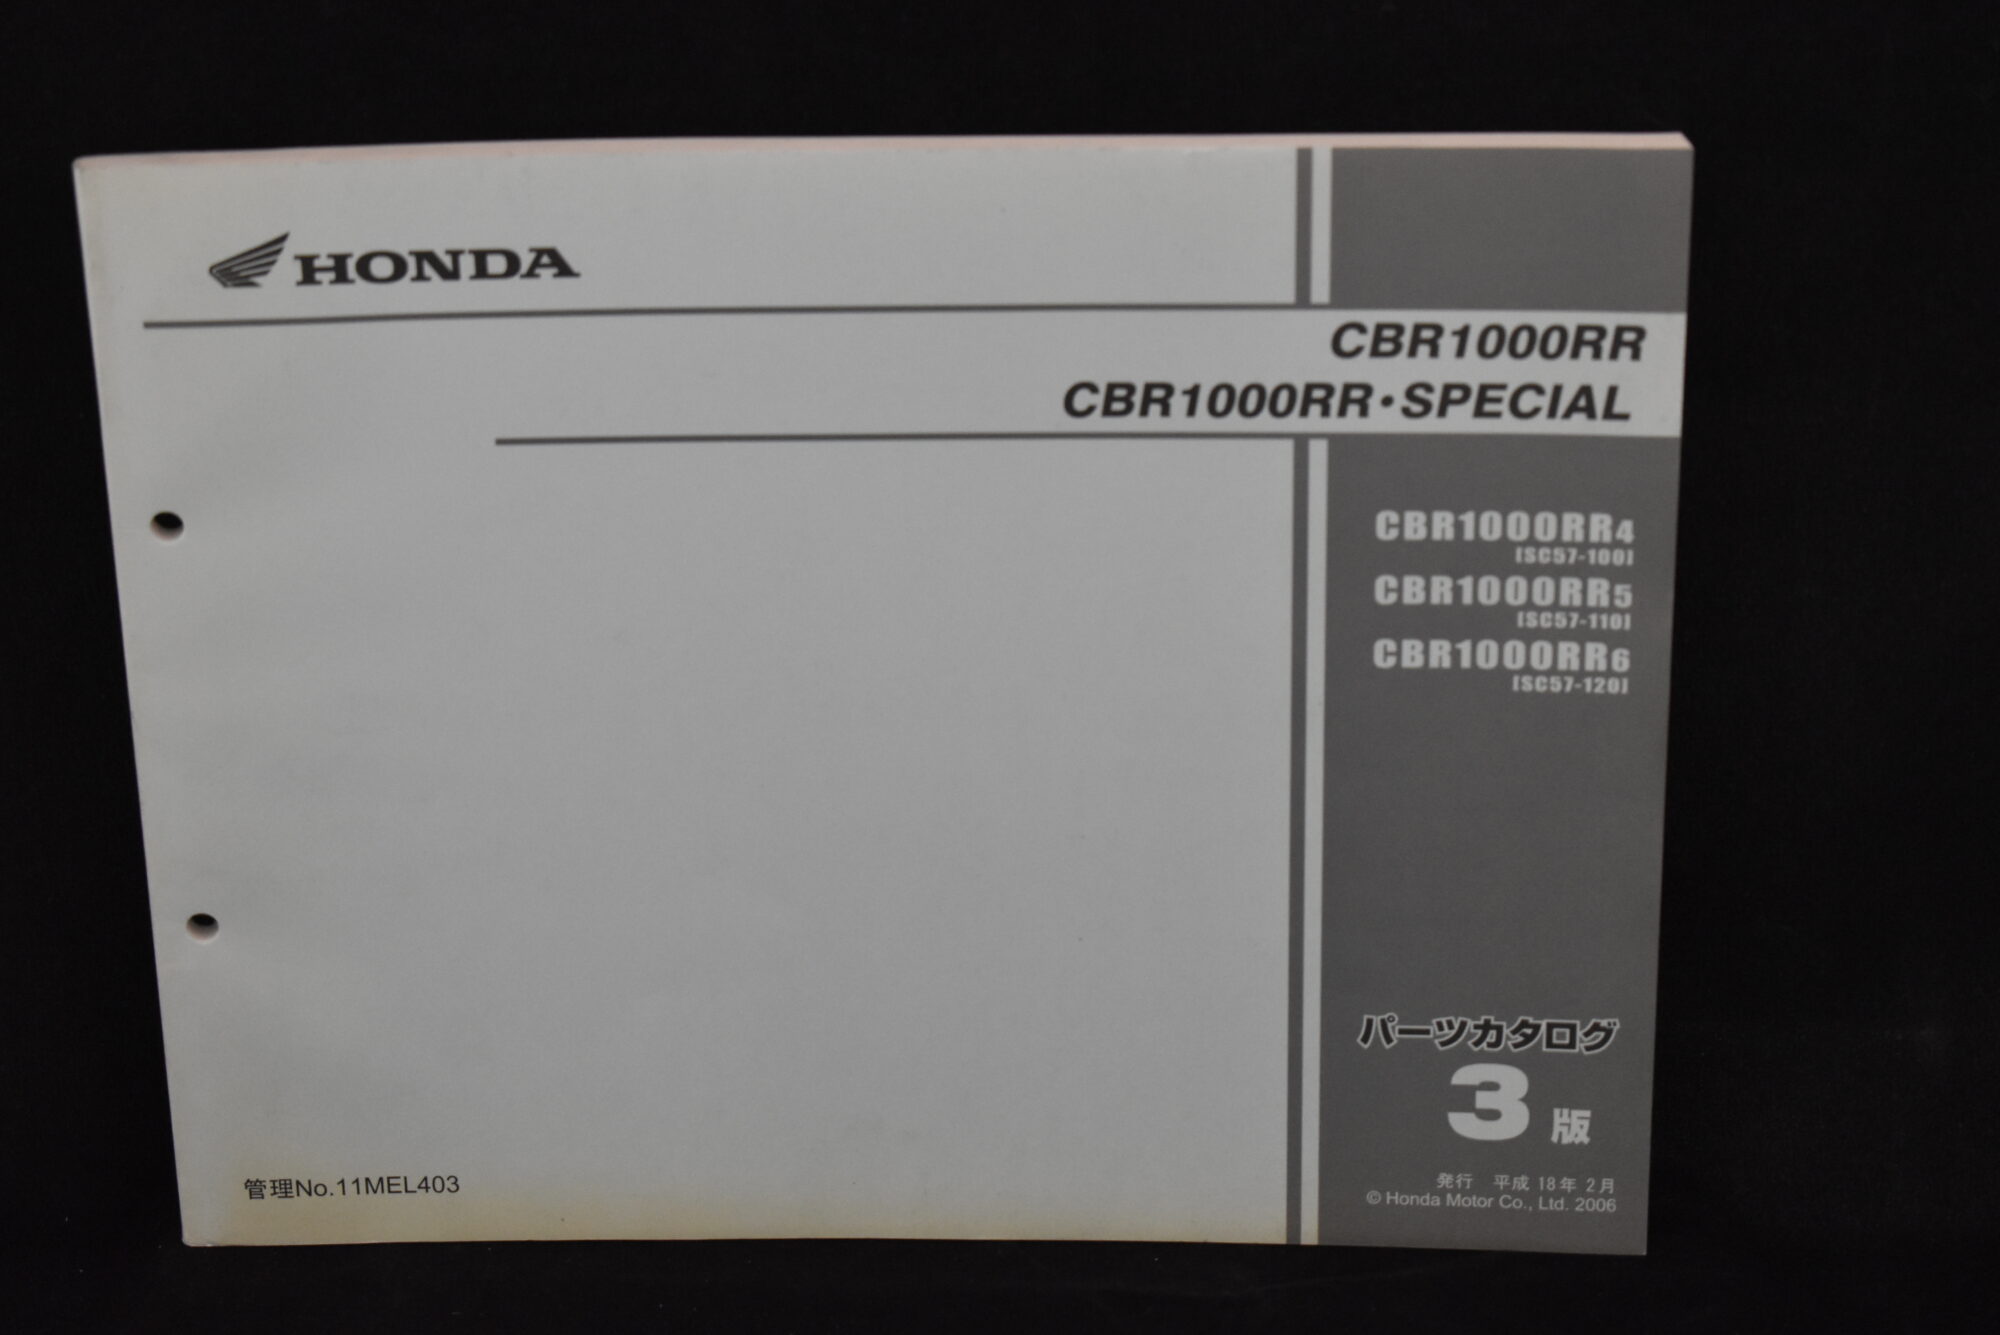 HONDA
CBR1000RR
CBR1000RR・SPECIAL
CBR1000RR4
[SC57-100]
CBR1000RR5
[SC57-110]
CBR1000RR6
[SC57-120]
パーツカタログ
3版
管理No.11MEL403
発行 平成 18年 2月
© Honda Motor Co., Ltd. 2006